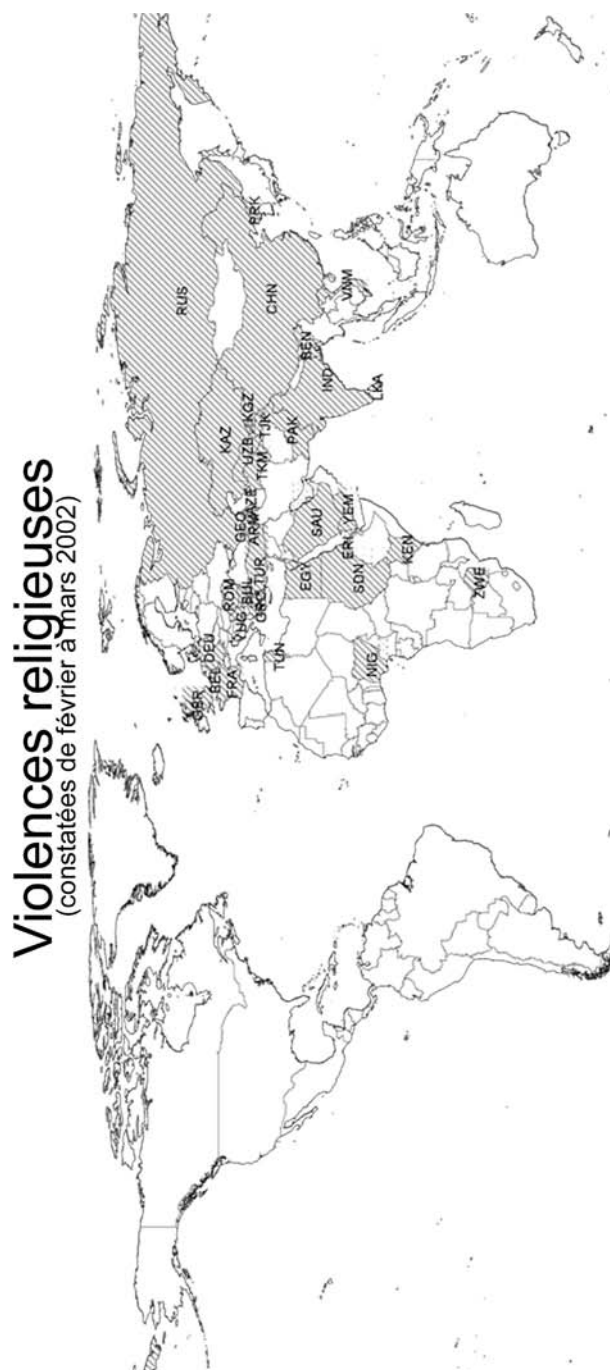 Violences religieuses
(constatées de février à mars 2002)
RUS
GBR
DEU
BEL
FRA
ROM
YUG
BUL
GRC
TUR
GEO
ARM
AZE
KAZ
UZB
KGZ
TKM
TJK
CHN
PRK
TUN
EGY
SAU
PAK
IND
BEN
LKA
VNM
NIG
SDN
ERI
YEM
KEN
ZWE